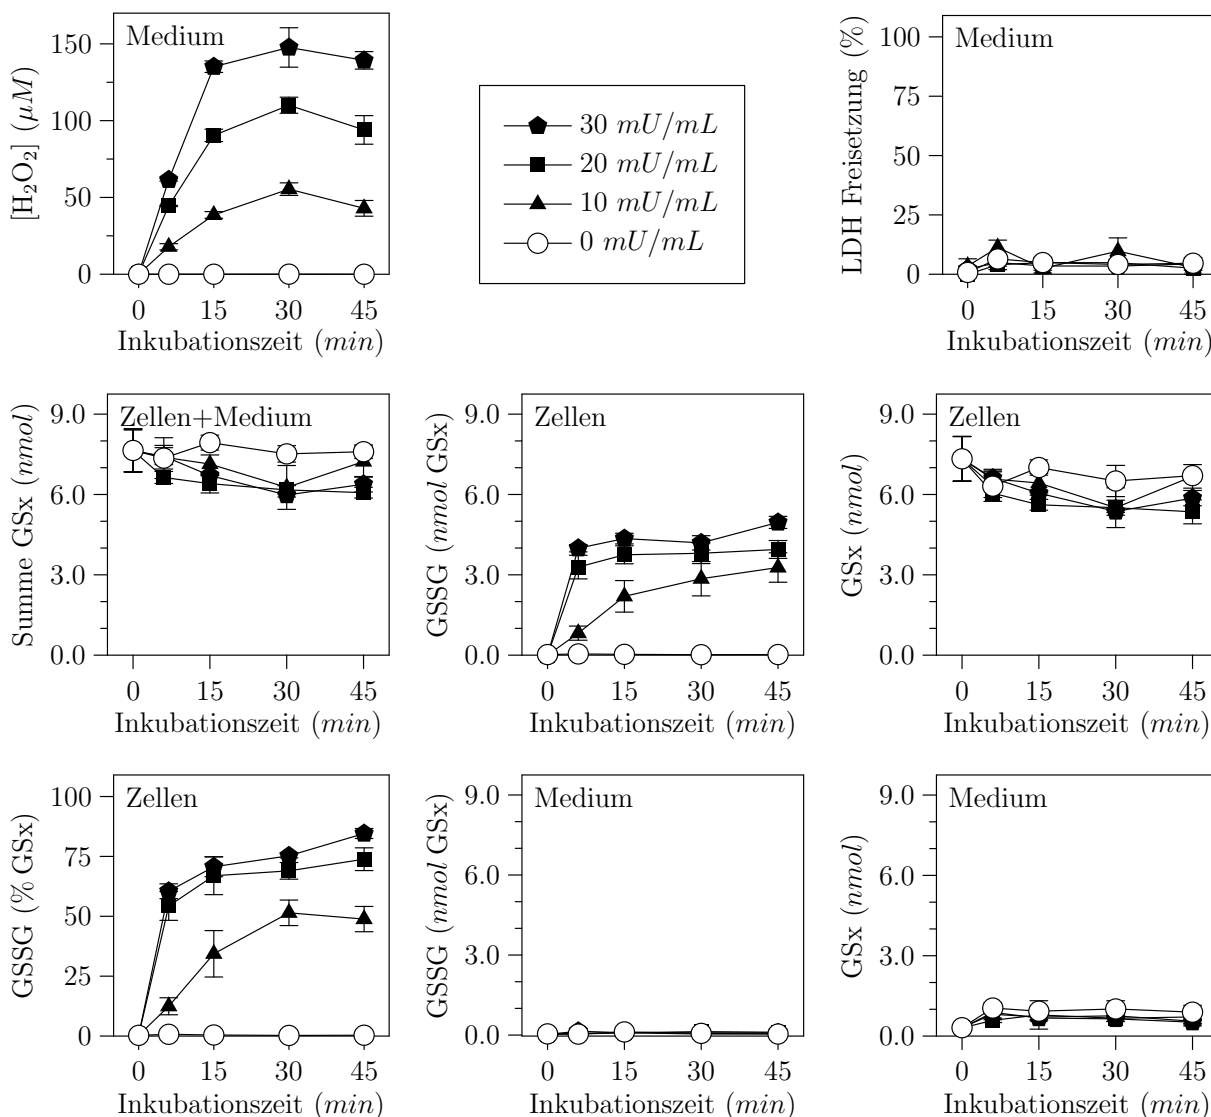 Medium
[H₂O₂] (μM)
150
100
50
0
0 15 30 45
Inkubationszeit (min)
30 mU/mL
20 mU/mL
10 mU/mL
0 mU/mL
Medium
LDH Freisetzung (%)
100
75
50
25
0
0 15 30 45
Inkubationszeit (min)
Zellen+Medium
Summe GSx (nmol)
9.0
6.0
3.0
0.0
0 15 30 45
Inkubationszeit (min)
Zellen
GSSG (nmol GSx)
9.0
6.0
3.0
0.0
0 15 30 45
Inkubationszeit (min)
Zellen
GSx (nmol)
9.0
6.0
3.0
0.0
0 15 30 45
Inkubationszeit (min)
Zellen
GSSG (% GSx)
100
75
50
25
0
0 15 30 45
Inkubationszeit (min)
Medium
GSSG (nmol GSx)
9.0
6.0
3.0
0.0
0 15 30 45
Inkubationszeit (min)
Medium
GSx (nmol)
9.0
6.0
3.0
0.0
0 15 30 45
Inkubationszeit (min)